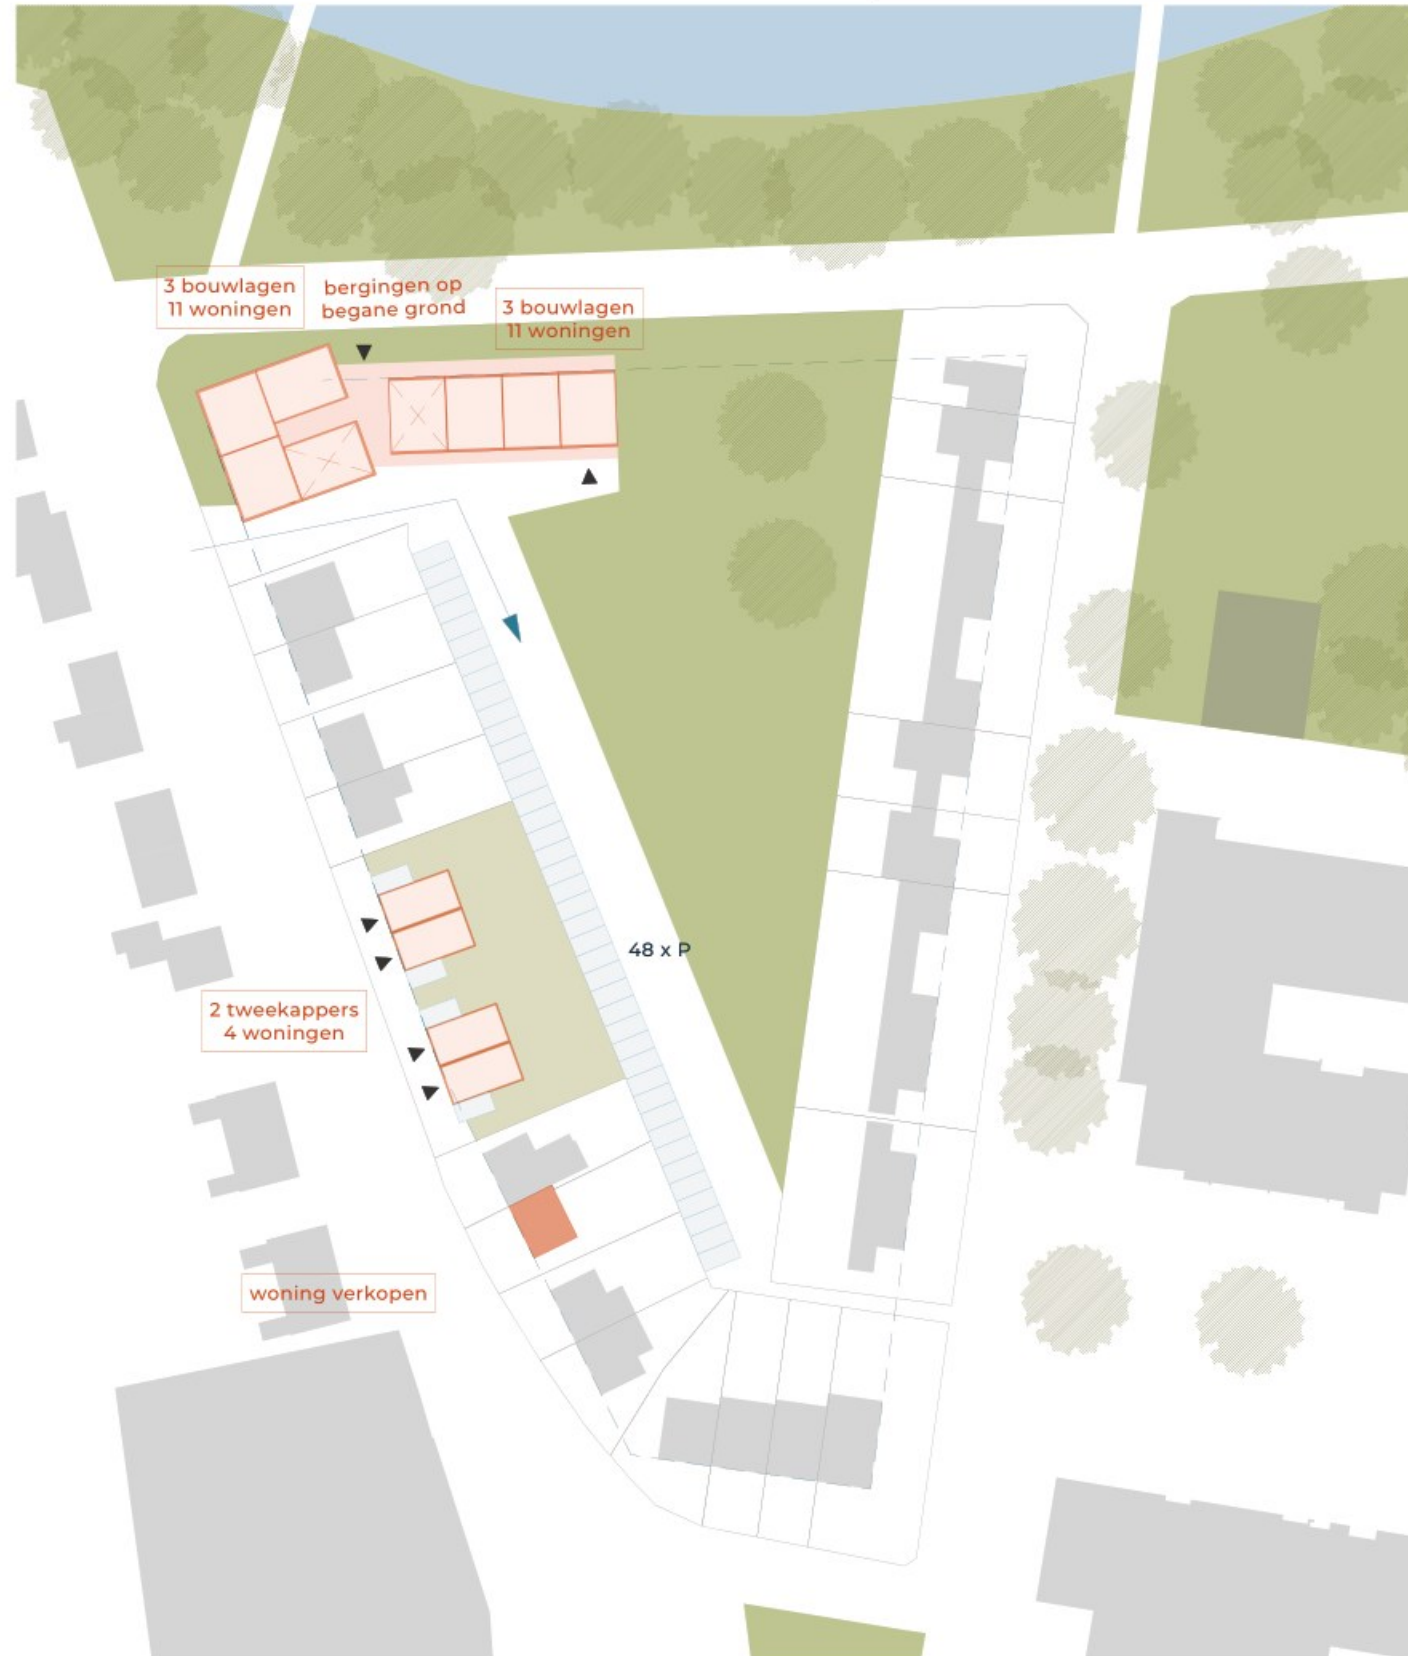 3 bouwlagen
11 woningen
bergingen op
begane grond
3 bouwlagen
11 woningen
48 x P
2 tweekappers
4 woningen
woning verkopen